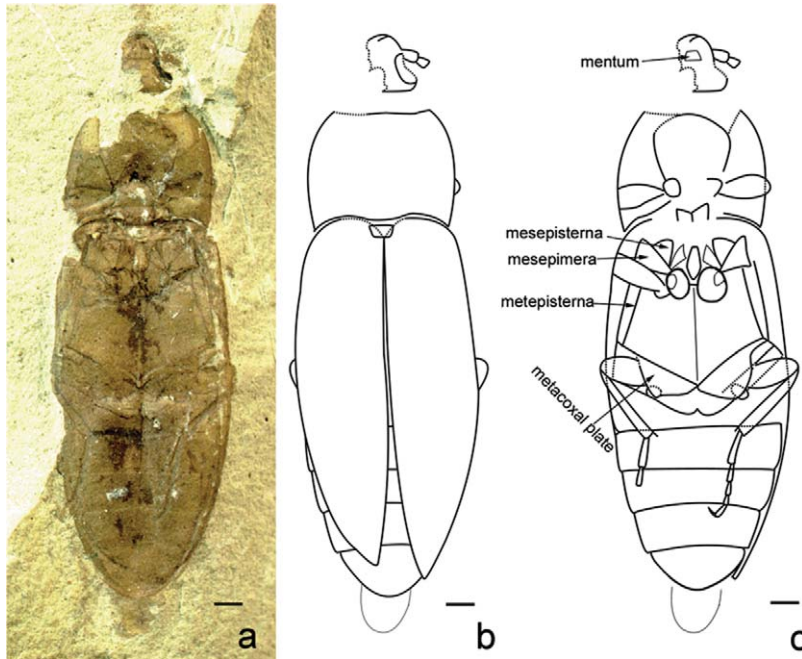 mentum
mesepisterna
mesepimera
metepisterna
metacoxal plate
a
b
c